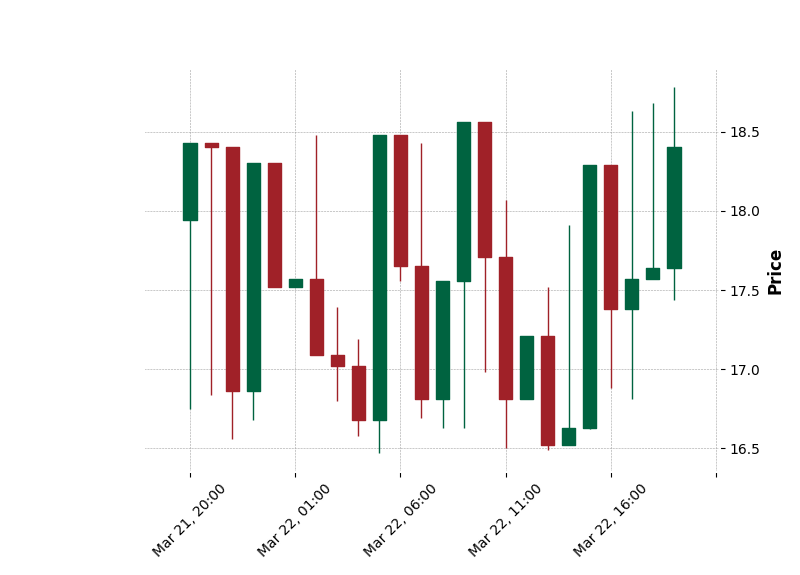 18.5
18.0
17.5
17.0
16.5
Price
Mar 21, 20:00
Mar 22, 01:00
Mar 22, 06:00
Mar 22, 11:00
Mar 22, 16:00